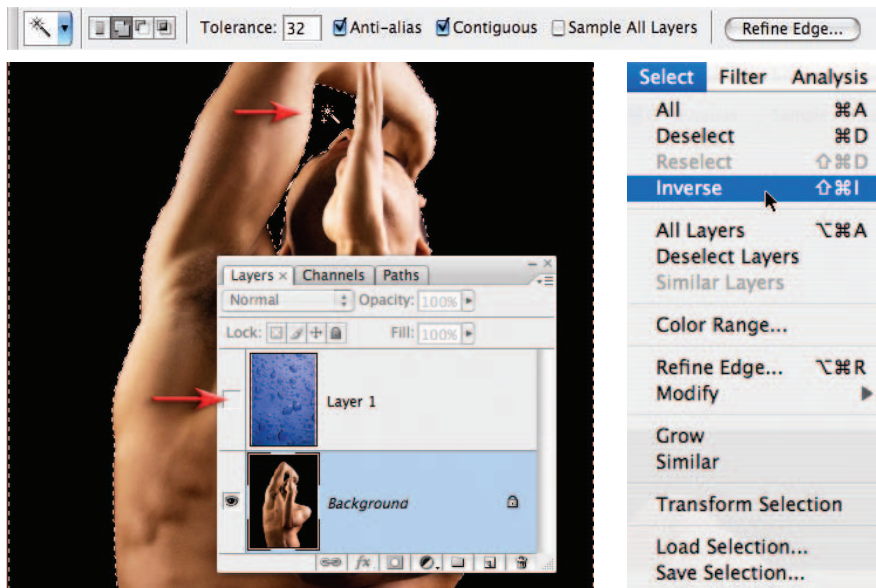 Tolerance: 32 Anti-alias Contiguous Sample All Layers Refine Edge...
Layers × Channels Paths
Normal Opacity: 100%
Lock: Fill: 100%
Layer 1
Background
fx
Select Filter Analysis
All ⌘A
Deselect ⌘D
Reselect ⇧⌘D
Inverse ⇧⌘I
All Layers ⌥⌘A
Deselect Layers
Similar Layers
Color Range...
Refine Edge... ⌥⌘R
Modify
Grow
Similar
Transform Selection
Load Selection...
Save Selection...